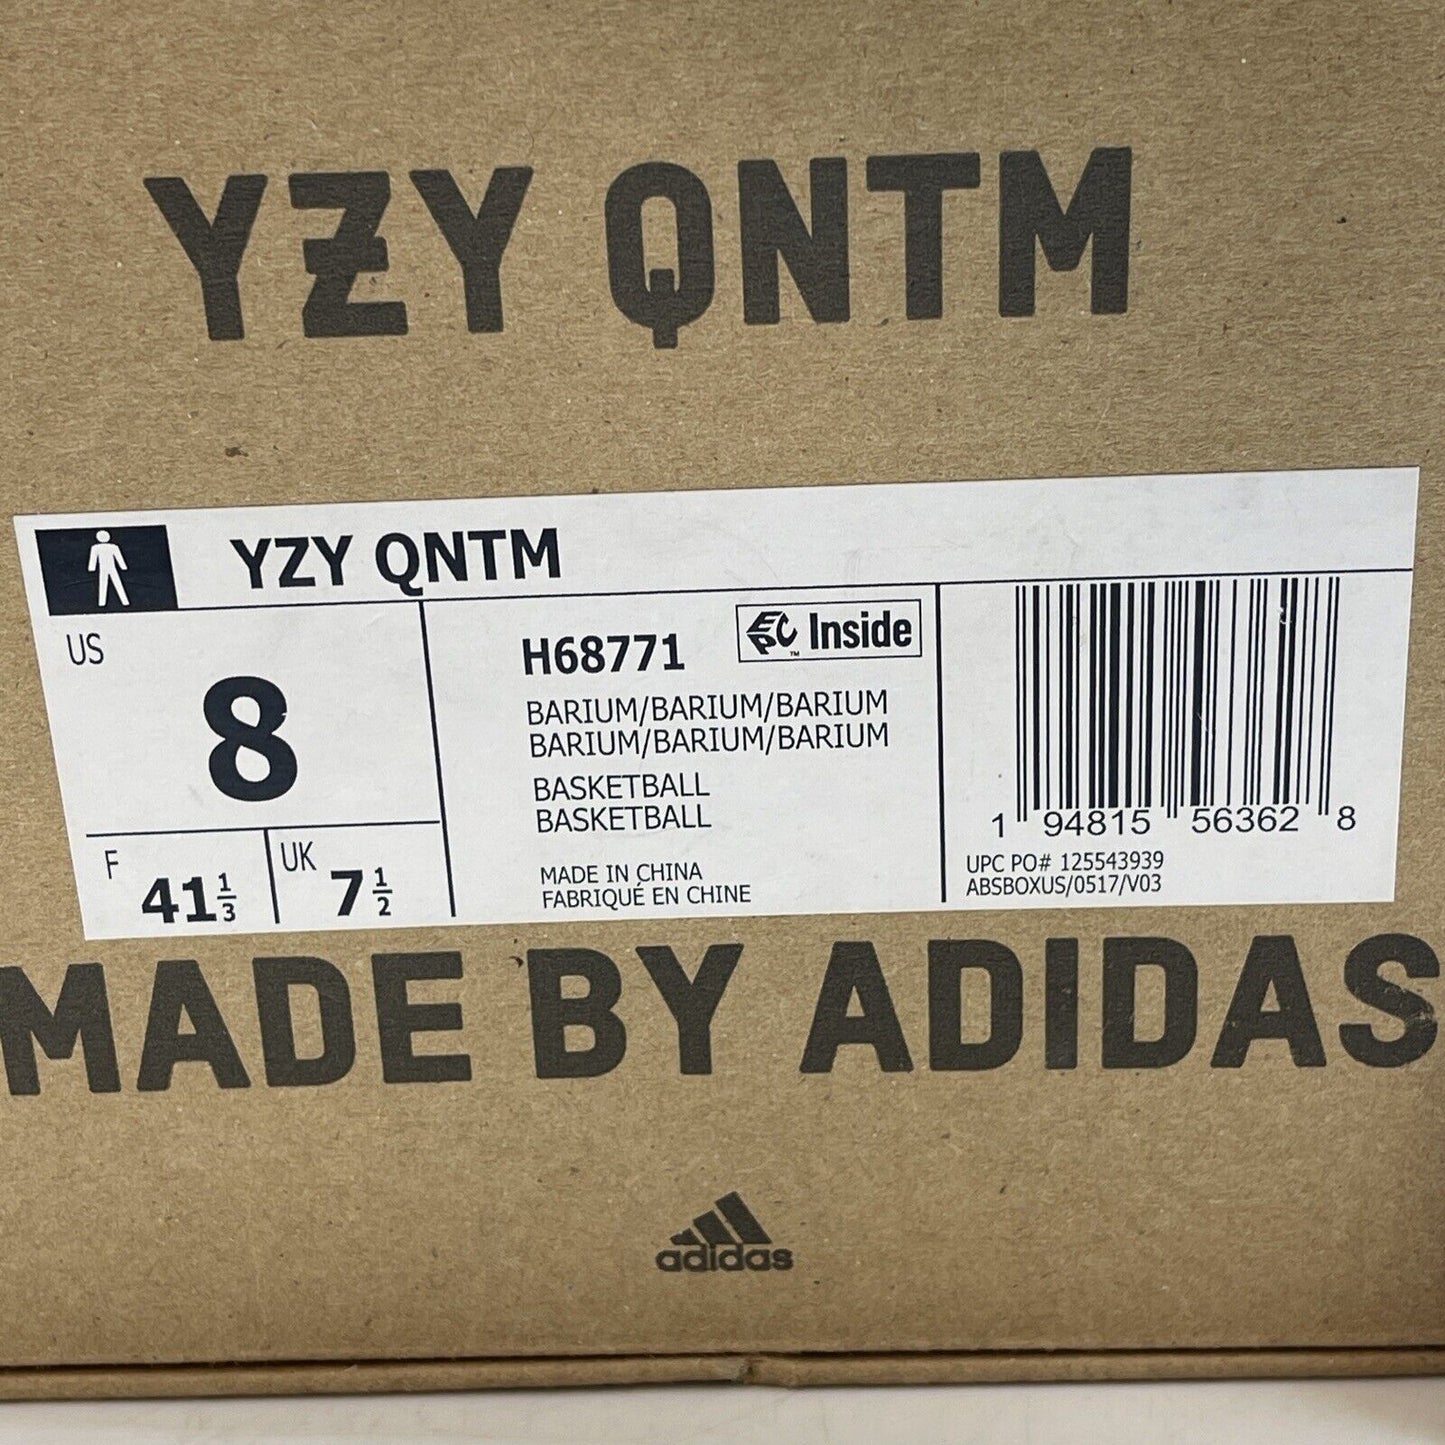 YZY QNTM
YZY QNTM
US
8
F 41 1/3
UK 7 1/2
H68771
EPC™ Inside
BARIUM/BARIUM/BARIUM
BARIUM/BARIUM/BARIUM
BASKETBALL
BASKETBALL
MADE IN CHINA
FABRIQUÉ EN CHINE
1 94815 56362 8
UPC PO# 125543939
ABSBOXUS/0517/V03
MADE BY ADIDAS
adidas